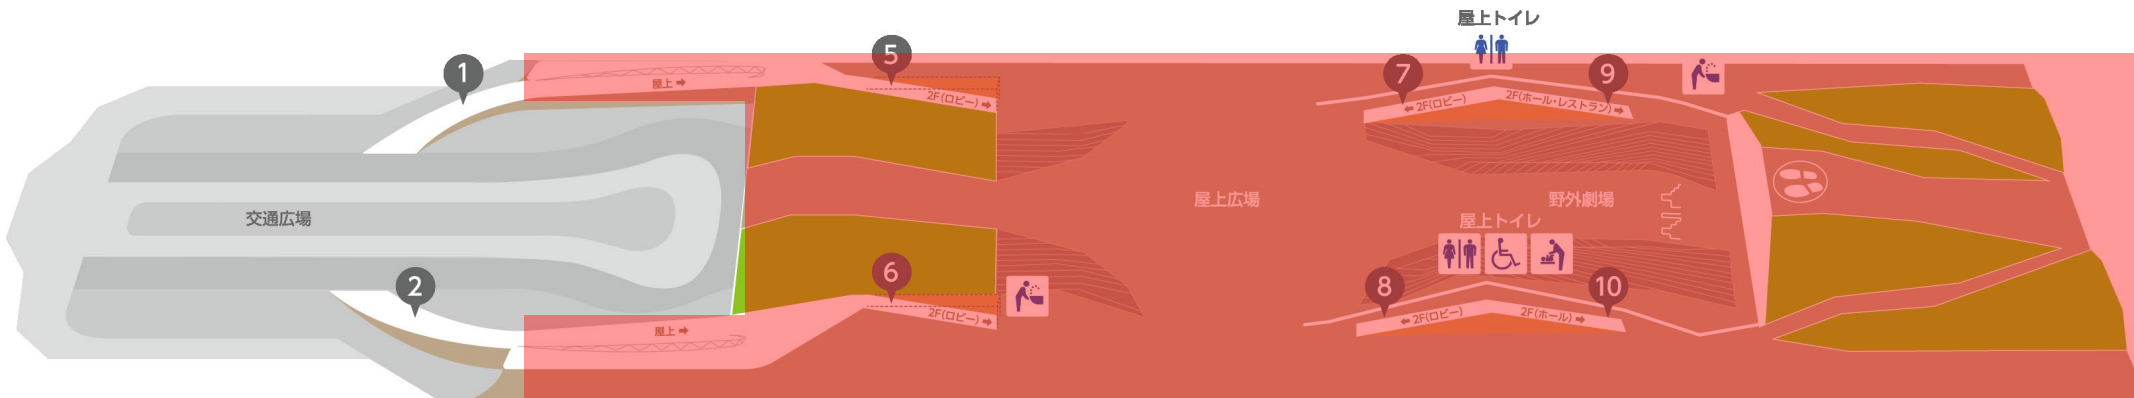 屋上トイレ
1
5
7
9
屋上➡
2F(ロビー)➡
⬅2F(ロビー)
2F(ホール・レストラン)➡
交通広場
屋上広場
野外劇場
屋上トイレ
2
6
8
10
屋上➡
2F(ロビー)➡
⬅2F(ロビー)
2F(ホール)➡